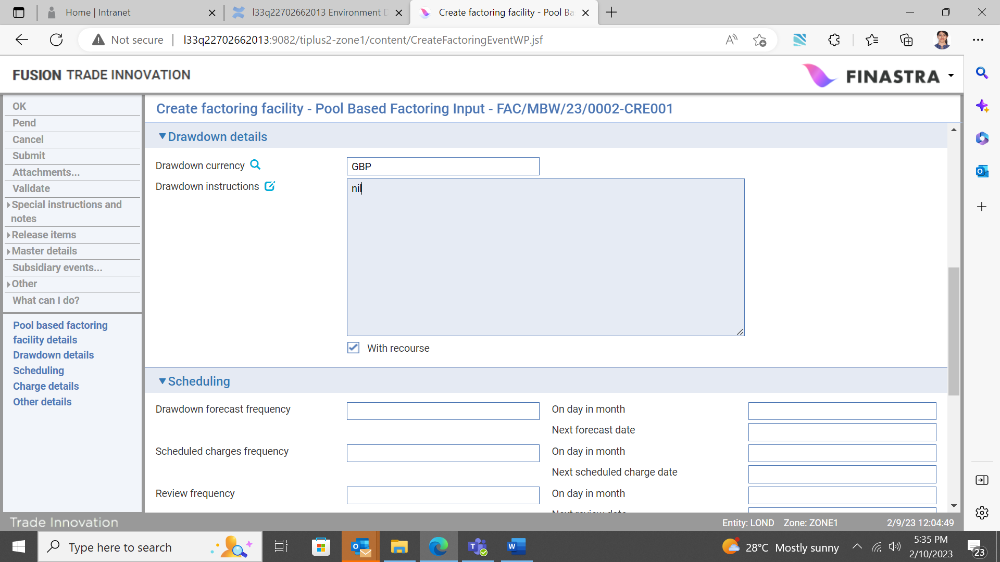 Home | Intranet
l33q22702662013 Environment D
Create factoring facility - Pool Ba
Not secure
l33q22702662013:9082/tiplus2-zone1/content/CreateFactoringEventWP.jsf
FUSION TRADE INNOVATION
FINASTRA
OK
Pend
Cancel
Submit
Attachments...
Validate
Special instructions and
notes
Release items
Master details
Subsidiary events...
Other
What can I do?
Pool based factoring
facility details
Drawdown details
Scheduling
Charge details
Other details
Create factoring facility - Pool Based Factoring Input - FAC/MBW/23/0002-CRE001
Drawdown details
Drawdown currency
GBP
Drawdown instructions
nil
With recourse
Scheduling
Drawdown forecast frequency
On day in month
Next forecast date
Scheduled charges frequency
On day in month
Next scheduled charge date
Review frequency
On day in month
Next review date
Trade Innovation
Entity: LOND Zone: ZONE1 2/9/23 12:04:49
Type here to search
28°C Mostly sunny
5:35 PM
2/10/2023
23